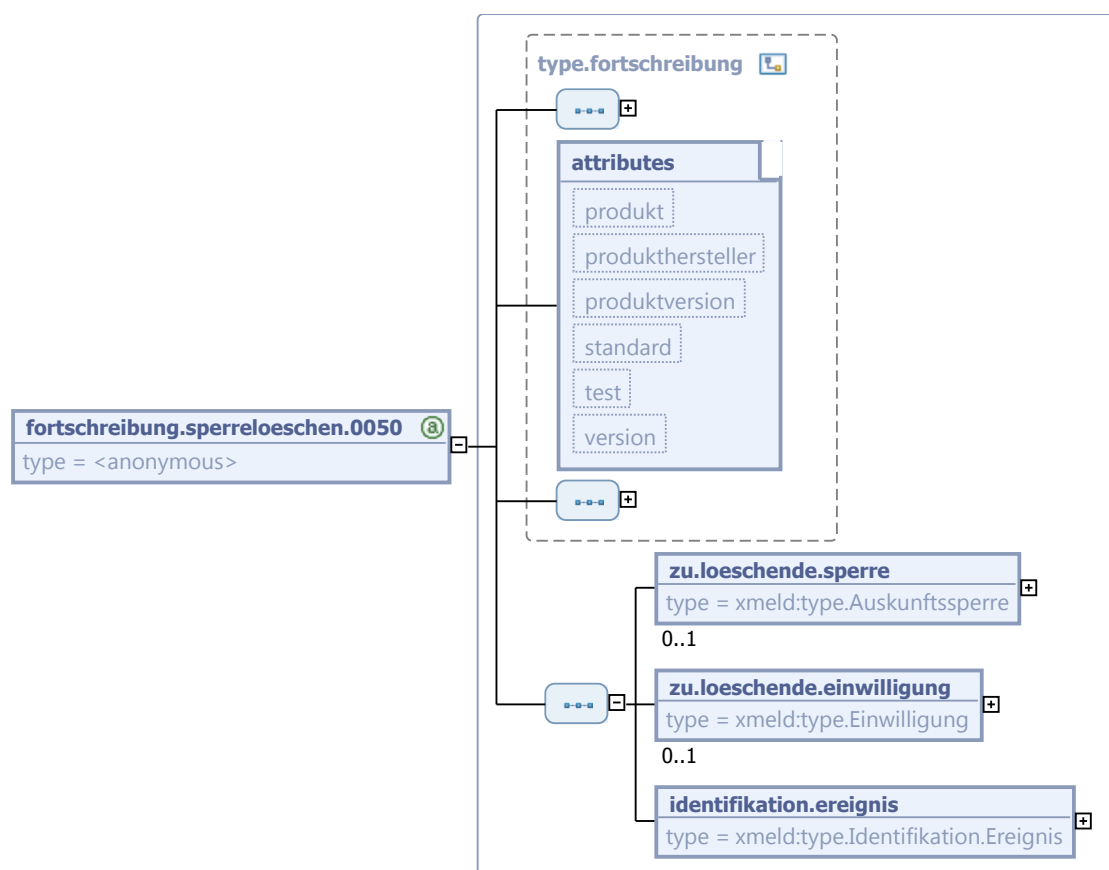 type.fortschreibung
attributes
produkt
produkthersteller
produktversion
standard
test
version
fortschreibung.sperreloeschen.0050
type = <anonymous>
zu.loeschende.sperre
type = xmeld:type.Auskunftssperre
0..1
zu.loeschende.einwilligung
type = xmeld:type.Einwilligung
0..1
identifikation.ereignis
type = xmeld:type.Identifikation.Ereignis